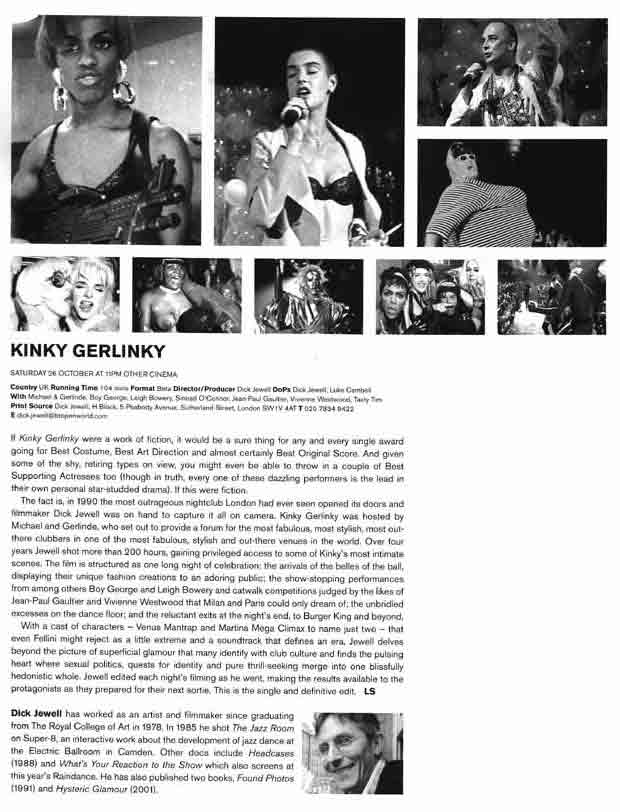 KINKY GERLINKY
SATURDAY 26 OCTOBER AT 11PM OTHER CINEMA
Country UK Running Time 104 mins Format Beta Director/Producer Dick Jewell DoPs Dick Jewell, Luke Cambell
With Michael & Gerlinde, Boy George, Leigh Bowery, Sinead O'Connor, Jean-Paul Gaultier, Vivienne Westwood, Tasty Tim
Print Source Dick Jewell, H Block, 5 Peabody Avenue, Sutherland Street, London SW1V 4AT T 020 7834 9422
E dick.jewell@btopenworld.com
If Kinky Gerlinky were a work of fiction, it would be a sure thing for any and every single award
going for Best Costume, Best Art Direction and almost certainly Best Original Score. And given
some of the shy, retiring types on view, you might even be able to throw in a couple of Best
Supporting Actresses too (though in truth, every one of these dazzling performers is the lead in
their own personal star-studded drama). If this were fiction.
The fact is, in 1990 the most outrageous nightclub London had ever seen opened its doors and
filmmaker Dick Jewell was on hand to capture it all on camera. Kinky Gerlinky was hosted by
Michael and Gerlinde, who set out to provide a forum for the most fabulous, most stylish, most out-
there clubbers in one of the most fabulous, stylish and out-there venues in the world. Over four
years Jewell shot more than 200 hours, gaining privileged access to some of Kinky's most intimate
scenes. The film is structured as one long night of celebration: the arrivals of the belles of the ball,
displaying their unique fashion creations to an adoring public; the show-stopping performances
from among others Boy George and Leigh Bowery and catwalk competitions judged by the likes of
Jean-Paul Gaultier and Vivienne Westwood that Milan and Paris could only dream of; the unbridled
excesses on the dance floor; and the reluctant exits at the night's end, to Burger King and beyond.
With a cast of characters – Venus Mantrap and Martina Mega Climax to name just two – that
even Fellini might reject as a little extreme and a soundtrack that defines an era, Jewell delves
beyond the picture of superficial glamour that many identify with club culture and finds the pulsing
heart where sexual politics, quests for identity and pure thrill-seeking merge into one blissfully
hedonistic whole. Jewell edited each night's filming as he went, making the results available to the
protagonists as they prepared for their next sortie. This is the single and definitive edit. LS
Dick Jewell has worked as an artist and filmmaker since graduating
from The Royal College of Art in 1978. In 1985 he shot The Jazz Room
on Super-8, an interactive work about the development of jazz dance at
the Electric Ballroom in Camden. Other docs include Headcases
(1988) and What's Your Reaction to the Show which also screens at
this year's Raindance. He has also published two books, Found Photos
(1991) and Hysteric Glamour (2001).